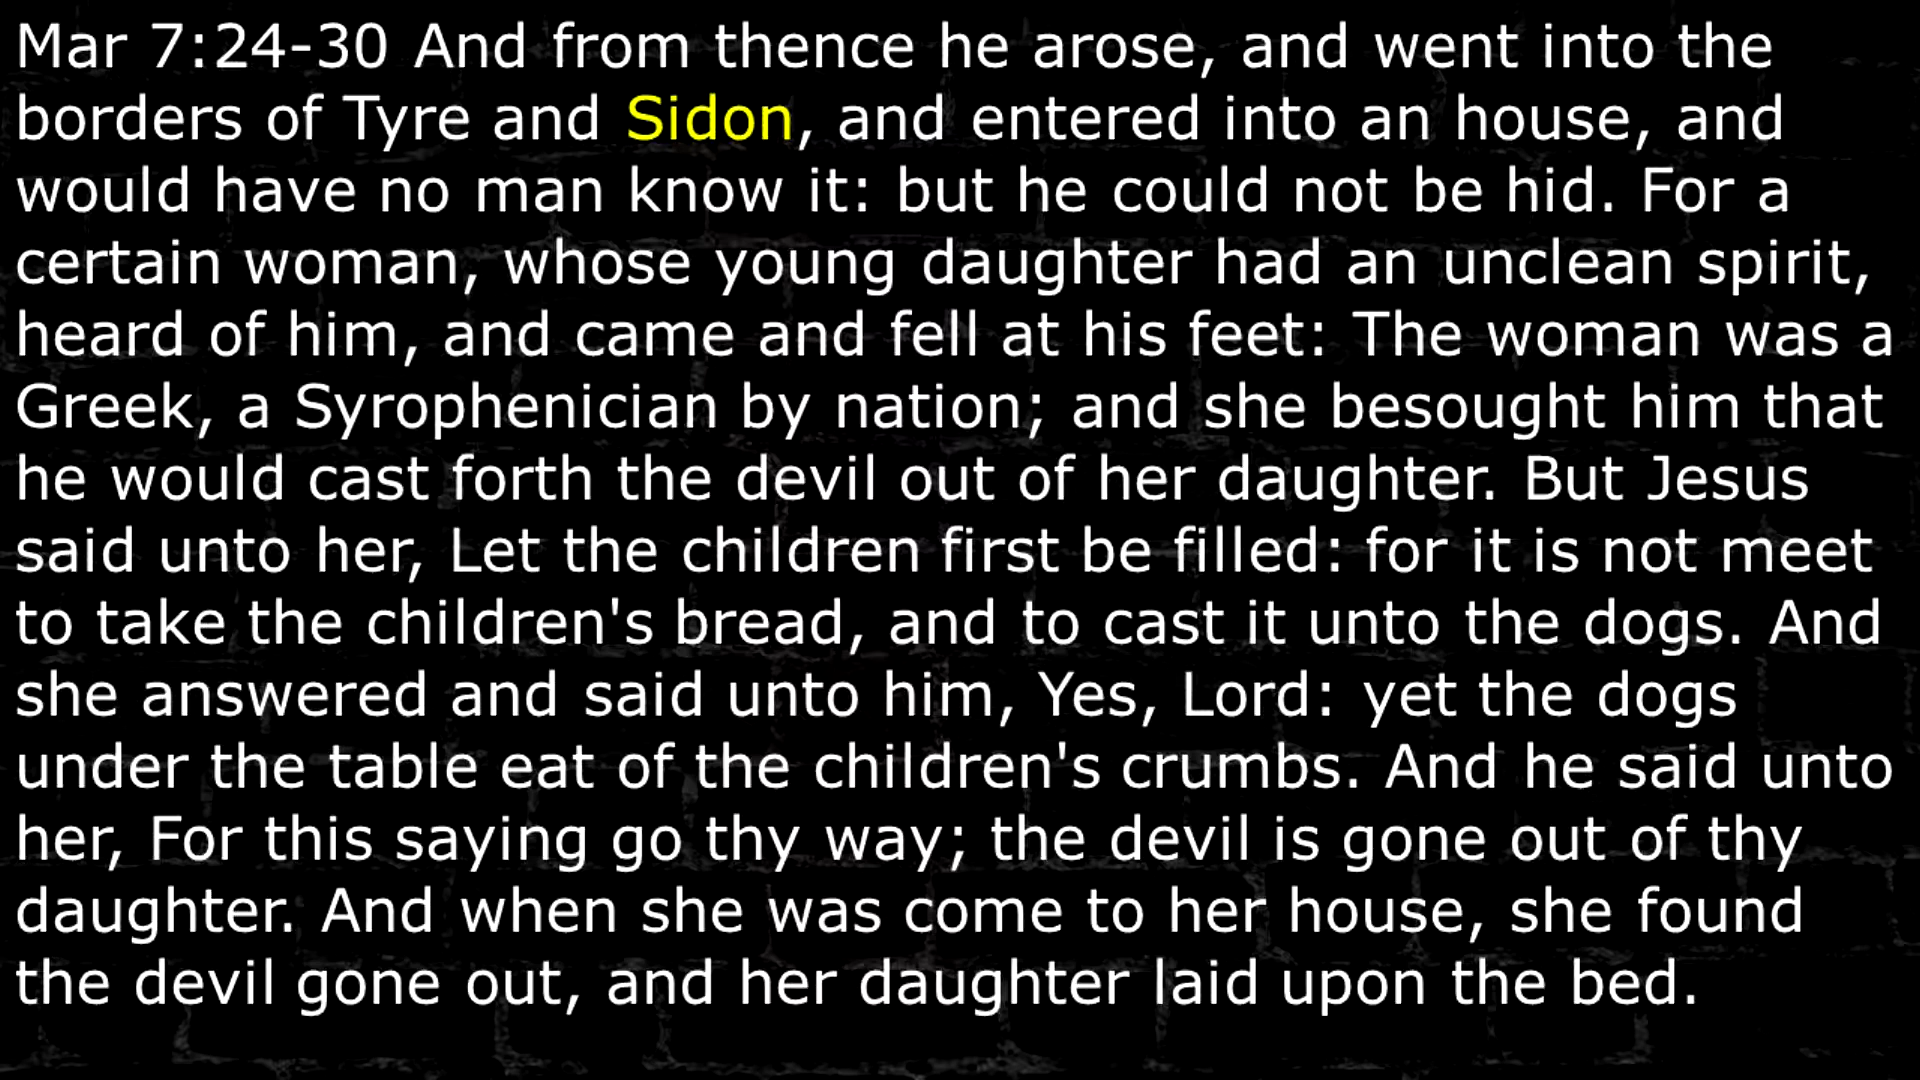 Mar 7:24-30 And from thence he arose, and went into the
borders of Tyre and Sidon, and entered into an house, and
would have no man know it: but he could not be hid. For a
certain woman, whose young daughter had an unclean spirit,
heard of him, and came and fell at his feet: The woman was a
Greek, a Syrophenician by nation; and she besought him that
he would cast forth the devil out of her daughter. But Jesus
said unto her, Let the children first be filled: for it is not meet
to take the children's bread, and to cast it unto the dogs. And
she answered and said unto him, Yes, Lord: yet the dogs
under the table eat of the children's crumbs. And he said unto
her, For this saying go thy way; the devil is gone out of thy
daughter. And when she was come to her house, she found
the devil gone out, and her daughter laid upon the bed.